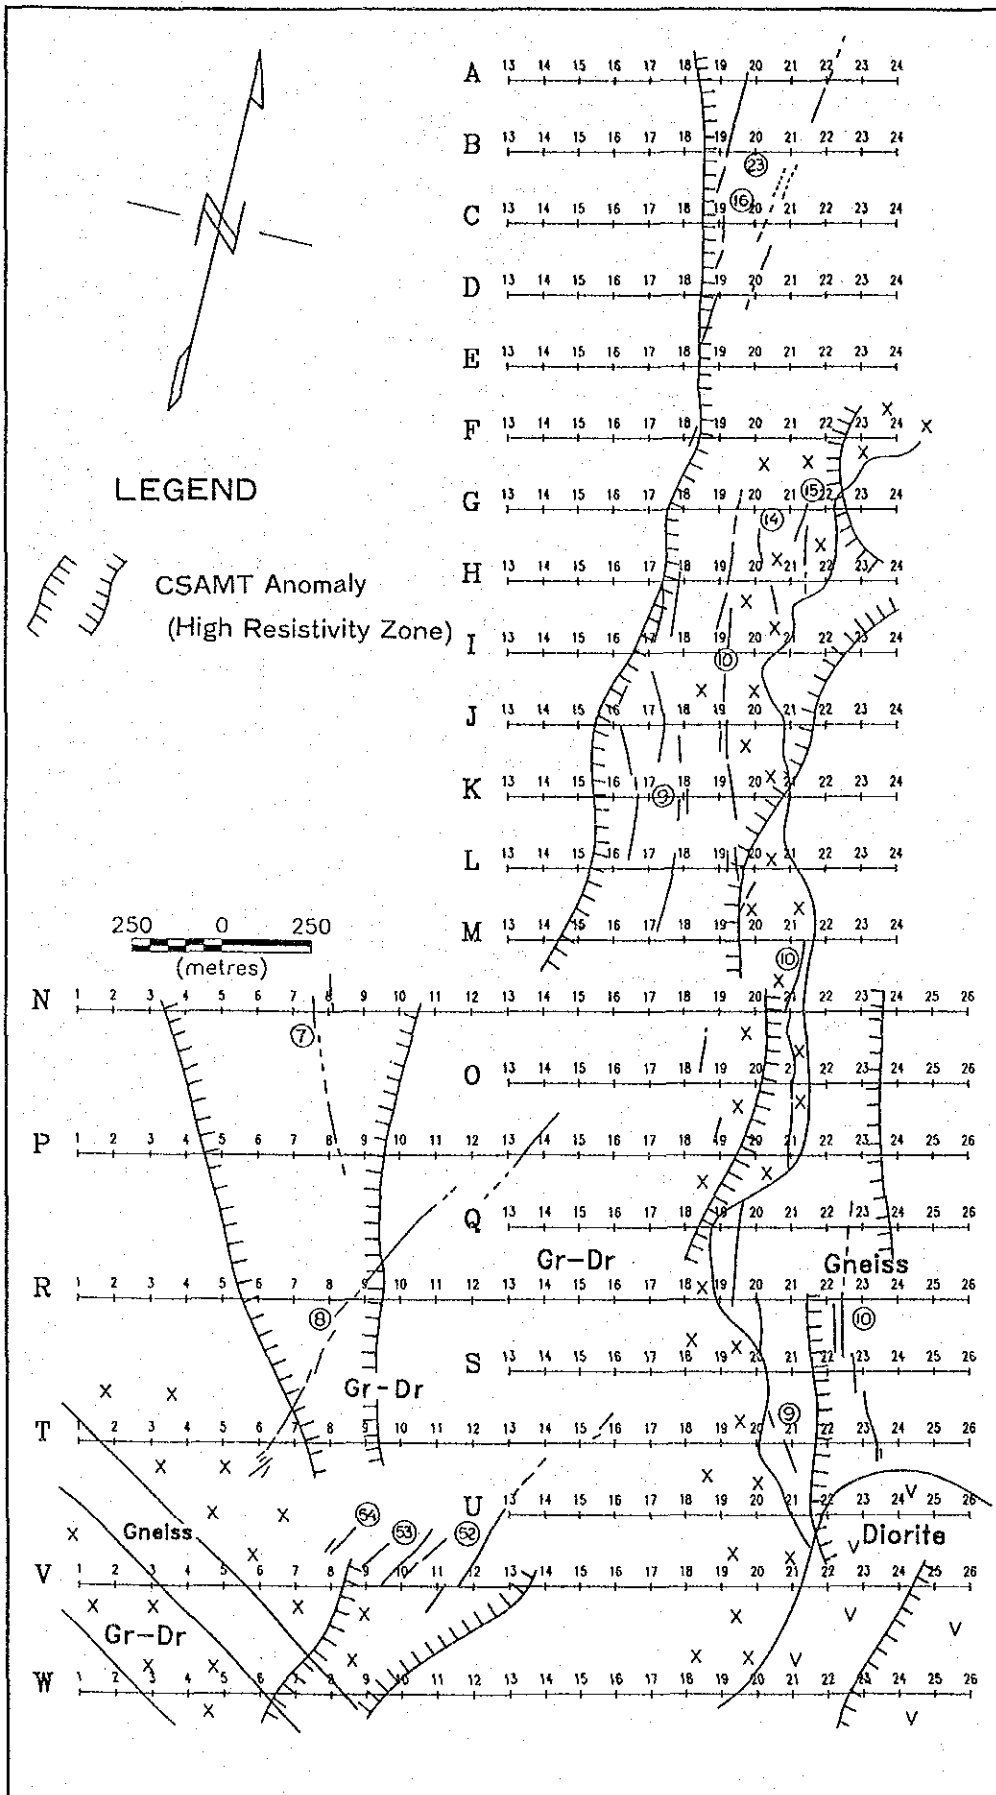 A 13 14 15 16 17 18 19 20 21 22 23 24
B 13 14 15 16 17 18 19 20 21 22 23 24
23
16
C 13 14 15 16 17 18 19 20 21 22 23 24
N
D 13 14 15 16 17 18 19 20 21 22 23 24
E 13 14 15 16 17 18 19 20 21 22 23 24
F 13 14 15 16 17 18 19 20 21 22 23 24
X X X X X
LEGEND
15
G 13 14 15 16 17 18 19 20 21 22 23 24
14
X X
CSAMT Anomaly
H 13 14 15 16 17 18 19 20 21 22 23 24
X
(High Resistivity Zone)
X
I 13 14 15 16 17 18 19 20 21 22 23 24
10
X X
J 13 14 15 16 17 18 19 20 21 22 23 24
X
X
K 13 14 15 16 17 18 19 20 21 22 23 24
9
L 13 14 15 16 17 18 19 20 21 22 23 24
X
X X
250 0 250
M 13 14 15 16 17 18 19 20 21 22 23 24
(metres)
10
X
N 1 2 3 4 5 6 7 8 9 10 11 12 13 14 15 16 17 18 19 20 21 22 23 24 25 26
7
X
X
O 13 14 15 16 17 18 19 20 2 22 23 24 25 26
X X
P 1 2 3 4 5 6 7 8 9 10 11 12 13 14 15 16 17 18 19 20 21 22 23 24 25 26
X X
Q 13 14 15 16 17 18 19 20 21 22 23 24 25 26
Gr-Dr Gneiss
R 1 2 3 4 5 6 7 8 9 10 11 12 13 14 15 16 17 18 19 20 21 22 23 24 25 26
X
8 10
X X
S 13 14 15 16 17 18 19 20 21 22 23 24 25 26
Gr-Dr
X X
9
X
T 1 2 3 4 5 6 7 8 9 10 11 12 13 14 15 16 17 18 19 20 21 22 23 24 25 26
X X
X X
V
U 13 14 15 16 17 18 19 20 21 22 23 24 25 26
X X
54 53 52
X Gneiss Diorite
X X X V
V 1 2 3 4 5 6 7 8 9 10 11 12 13 14 15 16 17 18 19 20 21 22 23 24 25 26
X X X X X V
Gr-Dr V
X X X X X V
W 1 2 3 4 5 6 7 8 9 10 11 12 13 14 15 16 17 18 19 20 21 22 23 24 25 26
X V